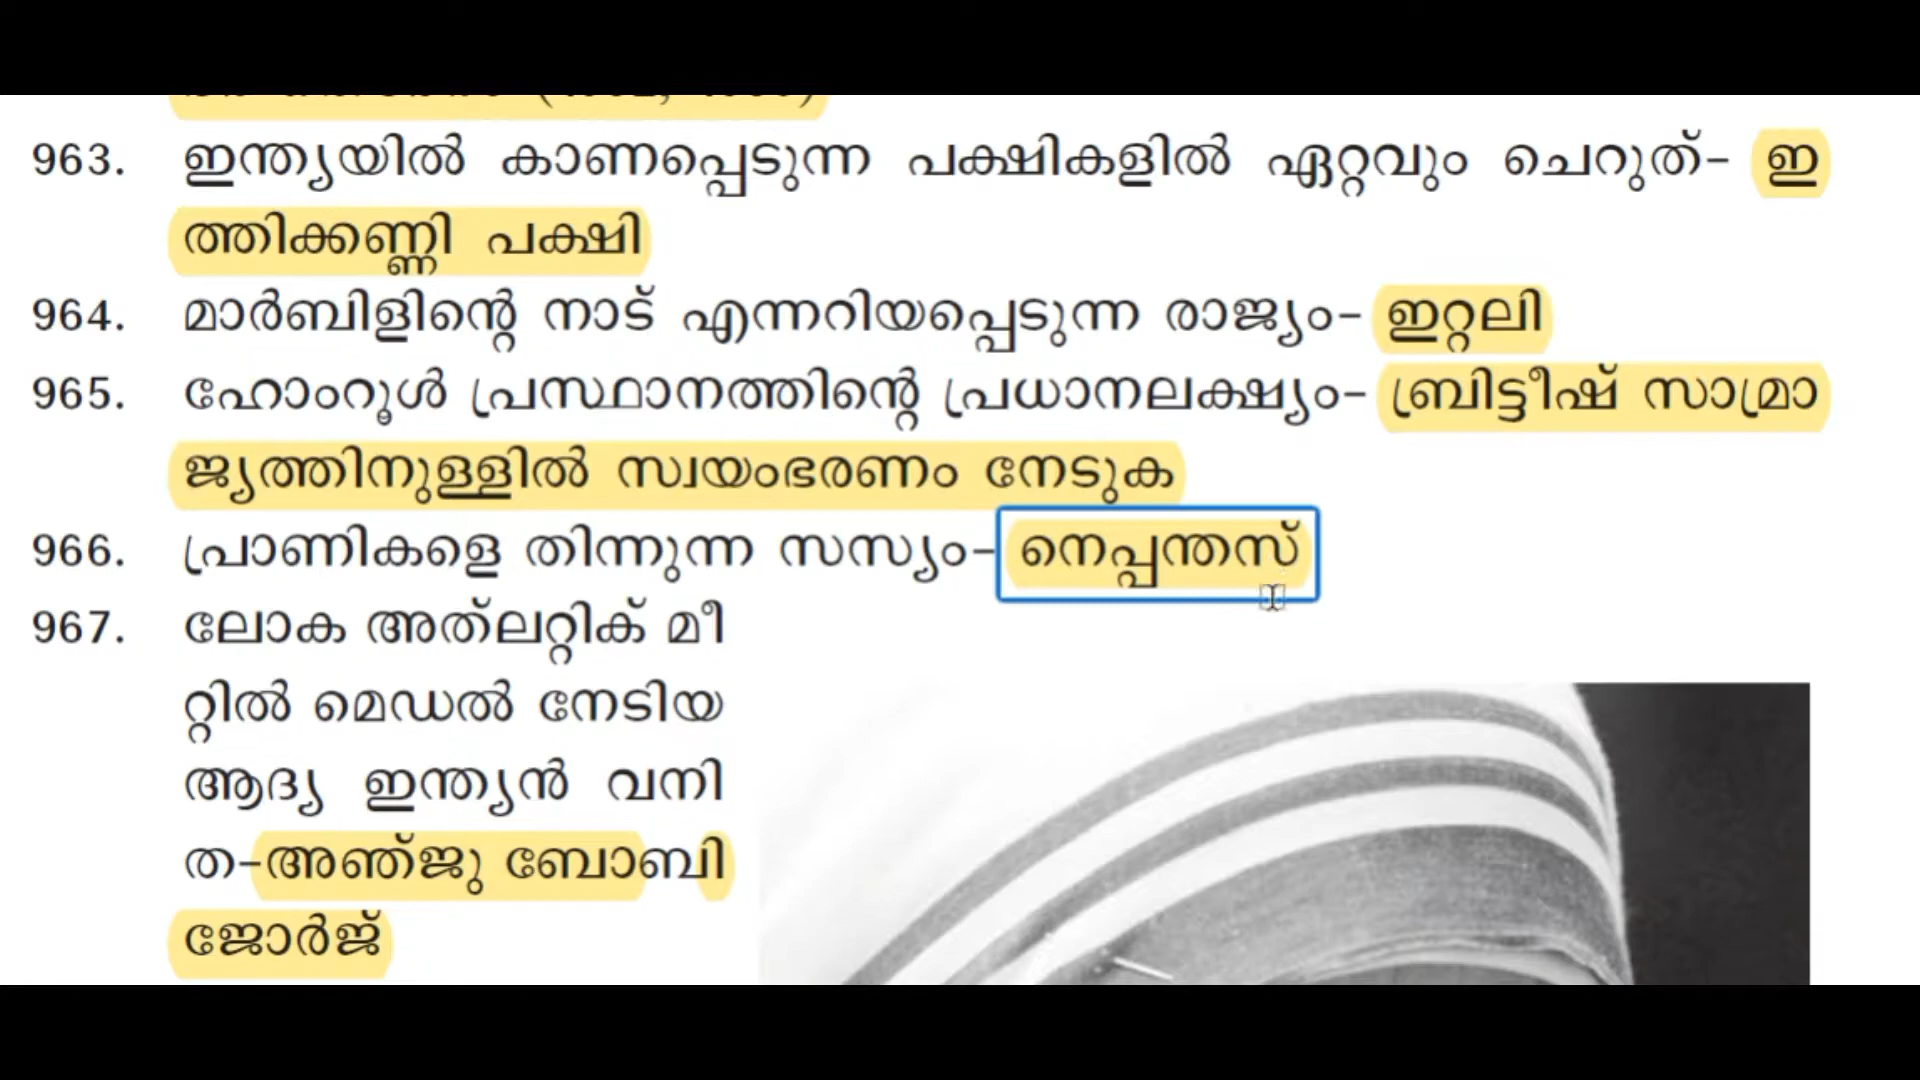 963. ഇന്ത്യയിൽ കാണപ്പെടുന്ന പക്ഷികളിൽ ഏറ്റവും ചെറുത്- ഇ
ത്തിക്കണ്ണി പക്ഷി
964. മാർബിളിന്റെ നാട് എന്നറിയപ്പെടുന്ന രാജ്യം- ഇറ്റലി
965. ഹോംറൂൾ പ്രസ്ഥാനത്തിന്റെ പ്രധാനലക്ഷ്യം- ബ്രിട്ടീഷ് സാമ്രാ
ജ്യത്തിനുള്ളിൽ സ്വയംഭരണം നേടുക
966. പ്രാണികളെ തിന്നുന്ന സസ്യം- നെപ്പന്തസ്
967. ലോക അത്‌ലറ്റിക് മീ
റ്റിൽ മെഡൽ നേടിയ
ആദ്യ ഇന്ത്യൻ വനി
ത-അഞ്ജു ബോബി
ജോർജ്